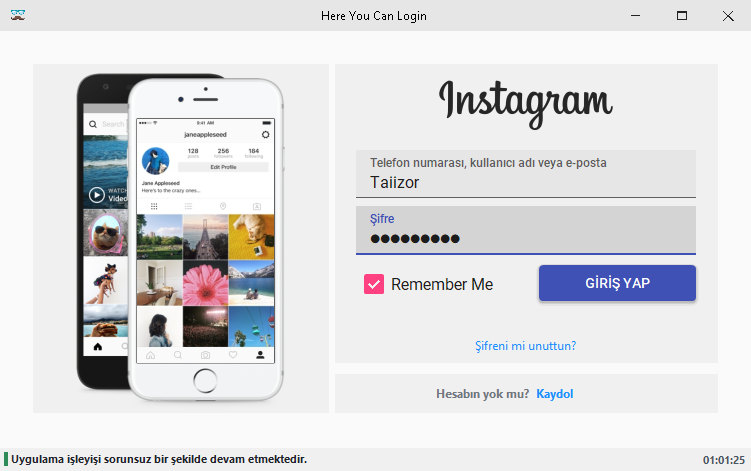 Here You Can Login
Search
WATCH
Video
9:41 AM
janeappleseed
128
256
184
posts
followers
following
Edit Profile
Jane Appleseed
Here's to the crazy ones...
Instagram
Telefon numarası, kullanıcı adı veya e-posta
Taiizor
Şifre
Remember Me
GİRİŞ YAP
Şifreni mi unuttun?
Hesabın yok mu? Kaydol
Uygulama işleyişi sorunsuz bir şekilde devam etmektedir.
01:01:25